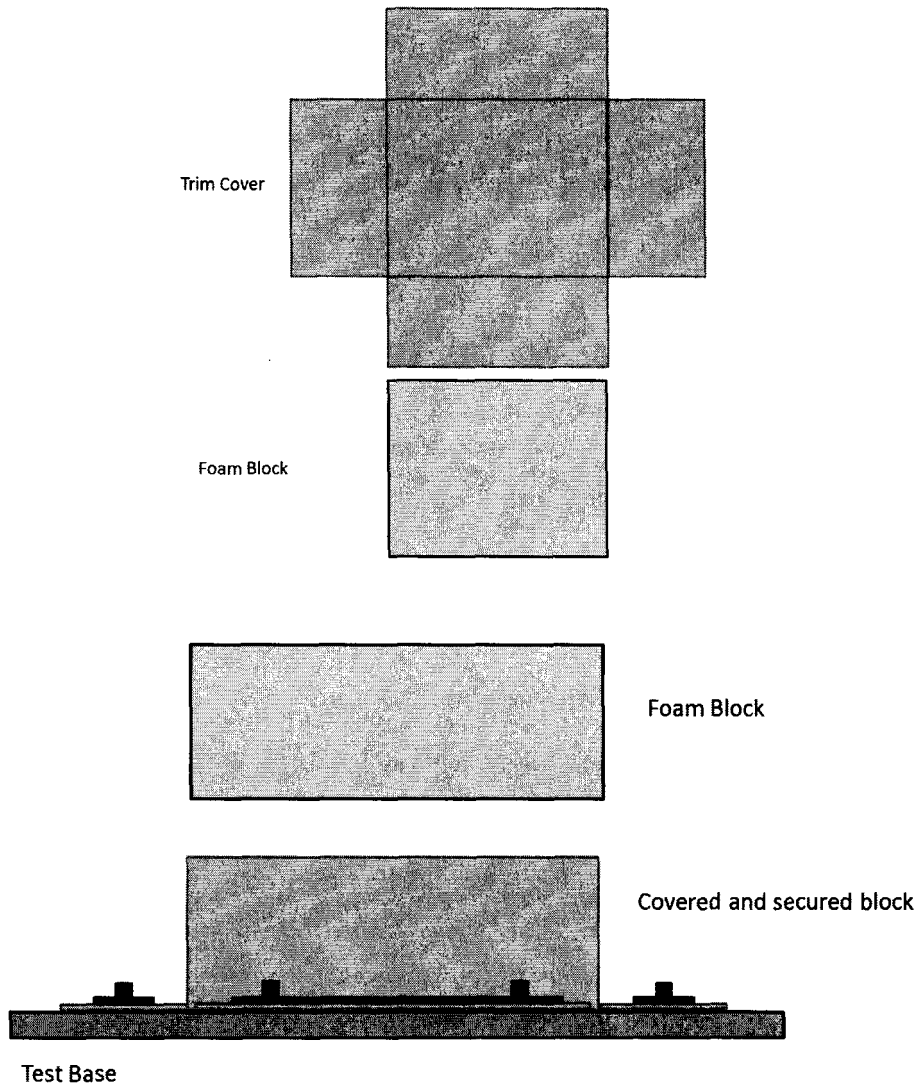 Trim Cover
Foam Block
Foam Block
Covered and secured block
Test Base